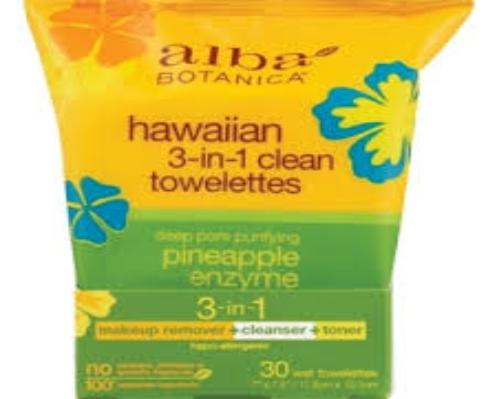 alba
BOTANICA
hawaiian
3-in-1 clean
towelettes
deep pore purifying
pineapple
enzyme
3-in-1
makeup remover + cleanser + toner
hypo-allergenic
no
100%
30 wet towelettes